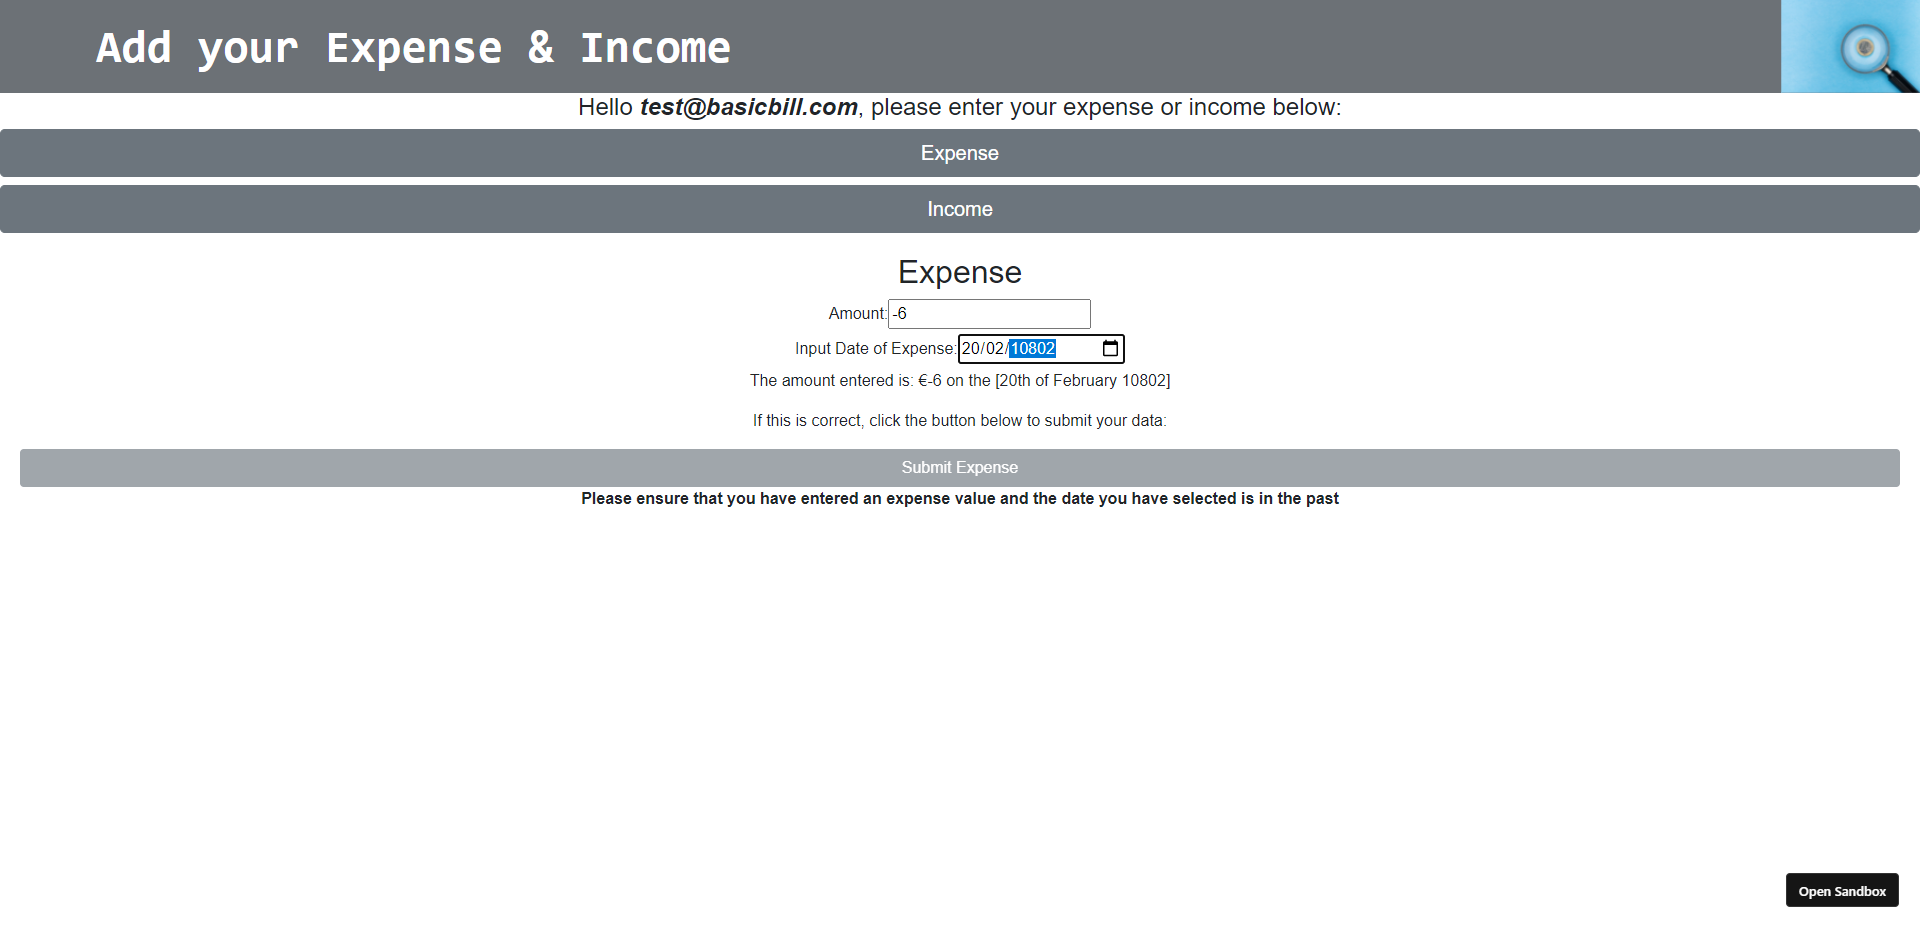 Add your Expense & Income
Hello test@basicbill.com, please enter your expense or income below:
Expense
Income
Expense
Amount:-6
Input Date of Expense:20/02/10802
The amount entered is: €-6 on the [20th of February 10802]
If this is correct, click the button below to submit your data:
Submit Expense
Please ensure that you have entered an expense value and the date you have selected is in the past
Open Sandbox